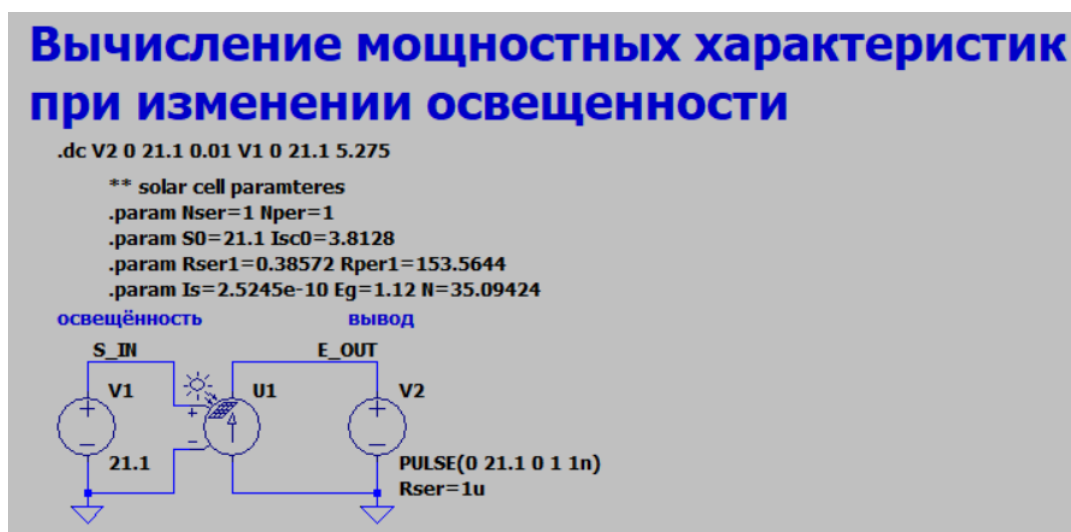 Вычисление мощностных характеристик
при изменении освещенности
.dc V2 0 21.1 0.01 V1 0 21.1 5.275
** solar cell paramteres
.param Nser=1 Nper=1
.param S0=21.1 Isc0=3.8128
.param Rser1=0.38572 Rper1=153.5644
.param Is=2.5245e-10 Eg=1.12 N=35.09424
освещённость вывод
S_IN E_OUT
V1 U1 V2
21.1 PULSE(0 21.1 0 1 1n)
Rser=1u